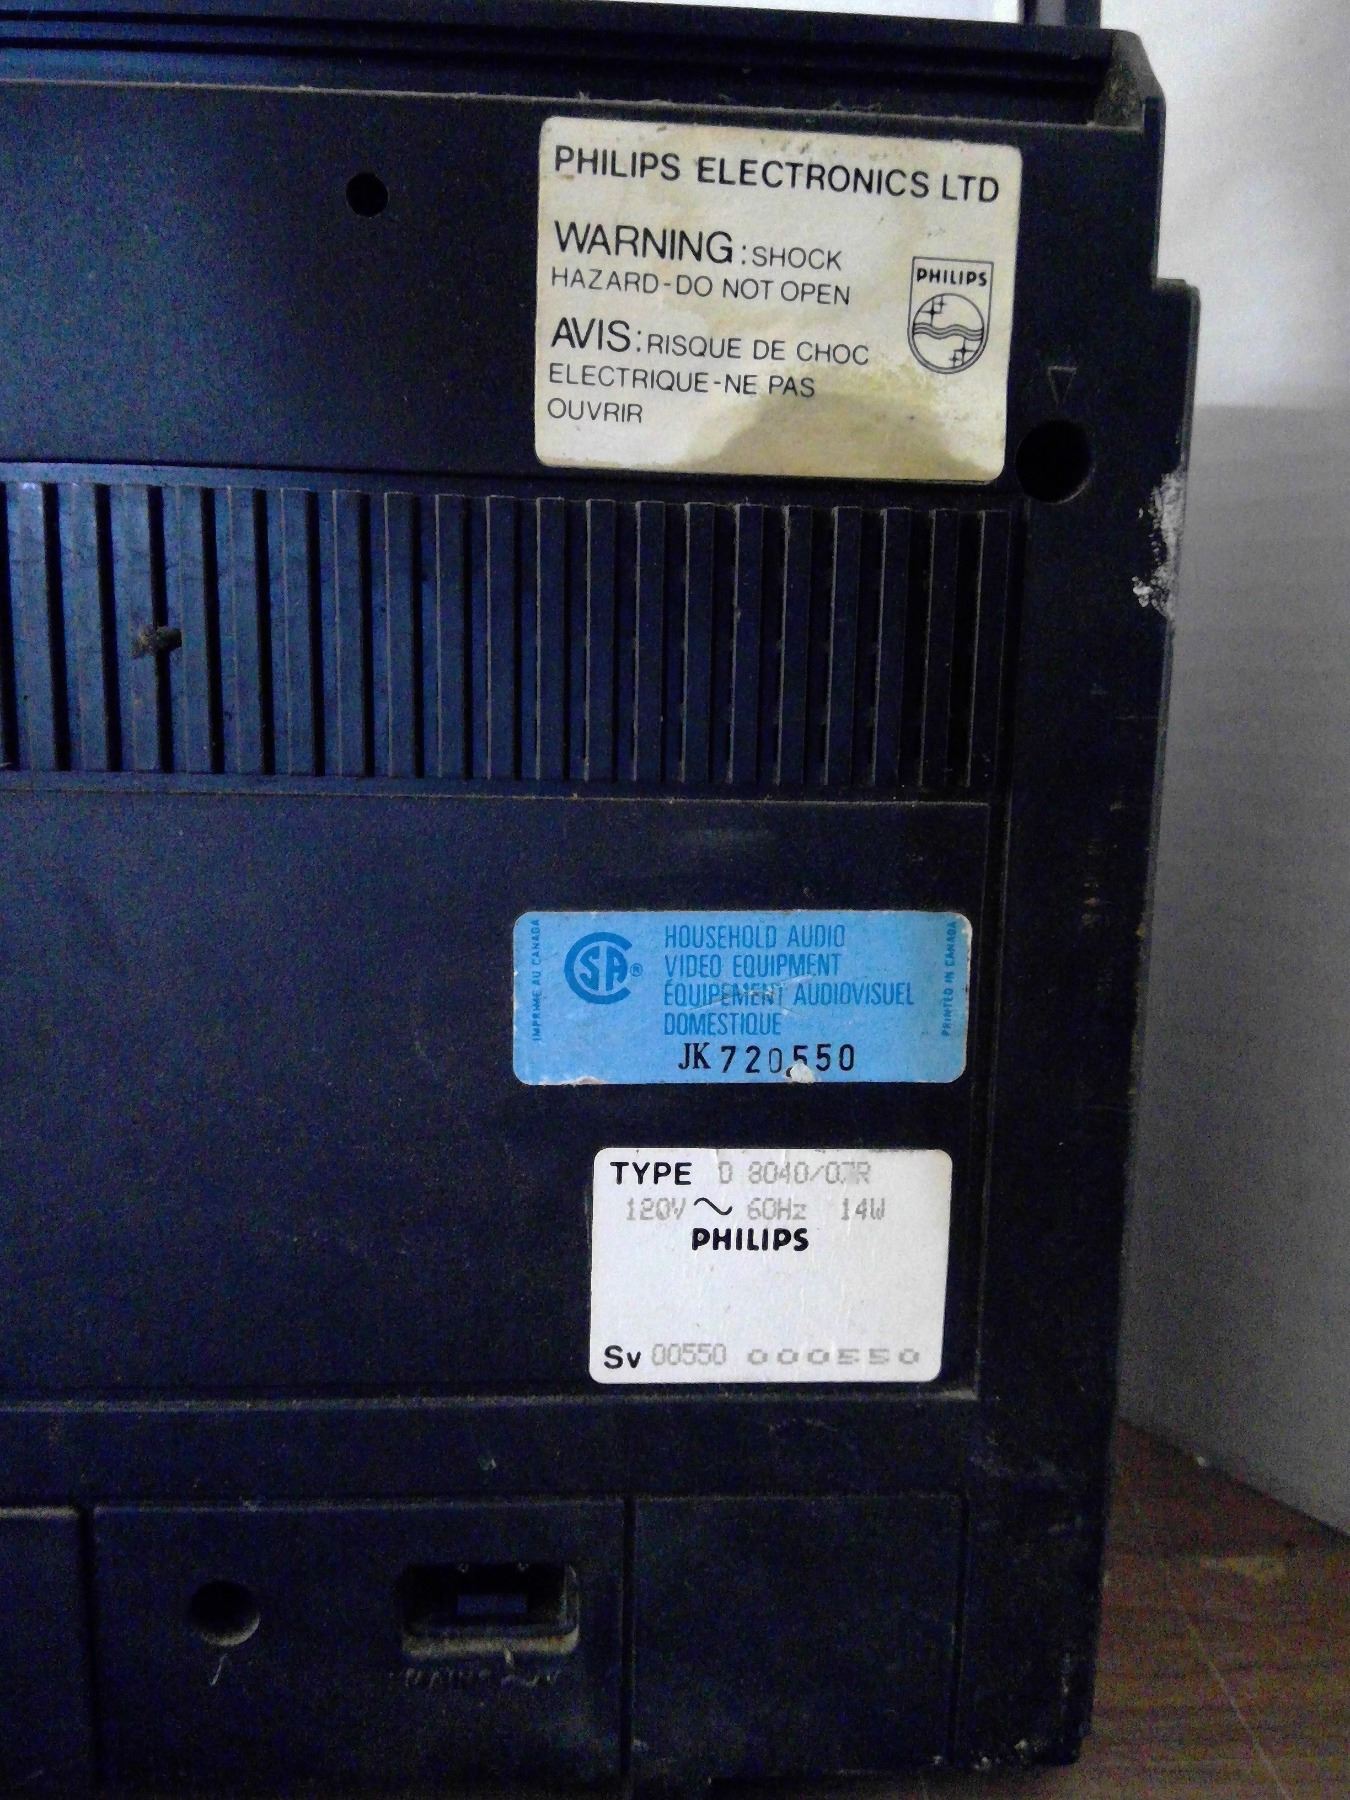 PHILIPS ELECTRONICS LTD
WARNING: SHOCK
HAZARD-DO NOT OPEN
AVIS: RISQUE DE CHOC
ELECTRIQUE-NE PAS
OUVRIR
PHILIPS
IMPRIMÉ AU CANADA
CSA®
HOUSEHOLD AUDIO
VIDEO EQUIPMENT
ÉQUIPEMENT AUDIOVISUEL
DOMESTIQUE
JK 720550
PRINTED IN CANADA
TYPE D
120V ~ 60Hz 14W
PHILIPS
Sv 00550 000550